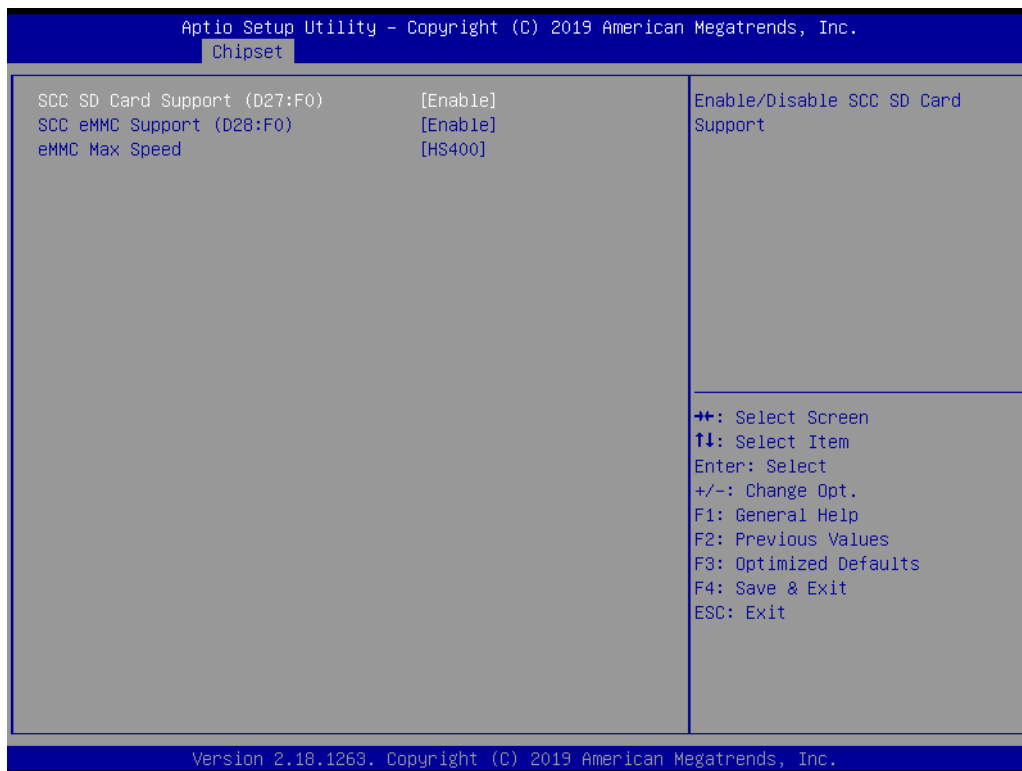 Aptio Setup Utility – Copyright (C) 2019 American Megatrends, Inc.
Chipset
SCC SD Card Support (D27:F0) [Enable]
SCC eMMC Support (D28:F0) [Enable]
eMMC Max Speed [HS400]
Enable/Disable SCC SD Card
Support
→←: Select Screen
↑↓: Select Item
Enter: Select
+/-: Change Opt.
F1: General Help
F2: Previous Values
F3: Optimized Defaults
F4: Save & Exit
ESC: Exit
Version 2.18.1263. Copyright (C) 2019 American Megatrends, Inc.